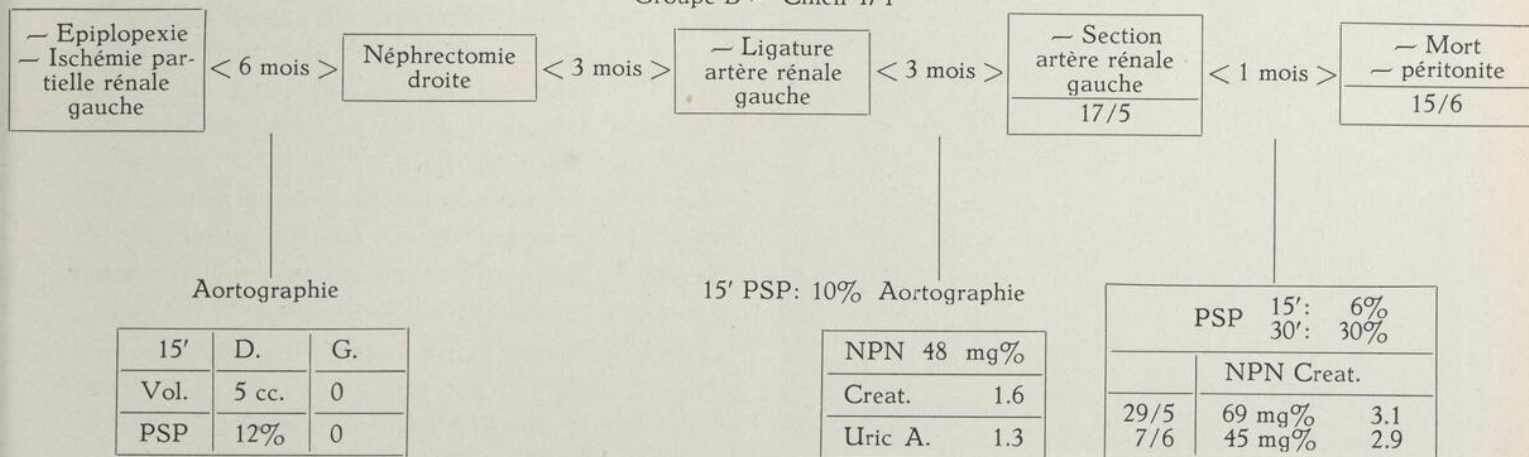 — Epiplopexie
— Ischémie par-
tielle rénale
gauche
< 6 mois >
Néphrectomie
droite
< 3 mois >
— Ligature
artère rénale
gauche
< 3 mois >
— Section
artère rénale
gauche
17/5
< 1 mois >
— Mort
— péritonite
15/6
Aortographie
15' D. G.
Vol. 5 cc. 0
PSP 12% 0
15' PSP: 10% Aortographie
NPN 48 mg%
Creat. 1.6
Uric A. 1.3
PSP 15': 6%
30': 30%
NPN Creat.
29/5 69 mg% 3.1
7/6 45 mg% 2.9